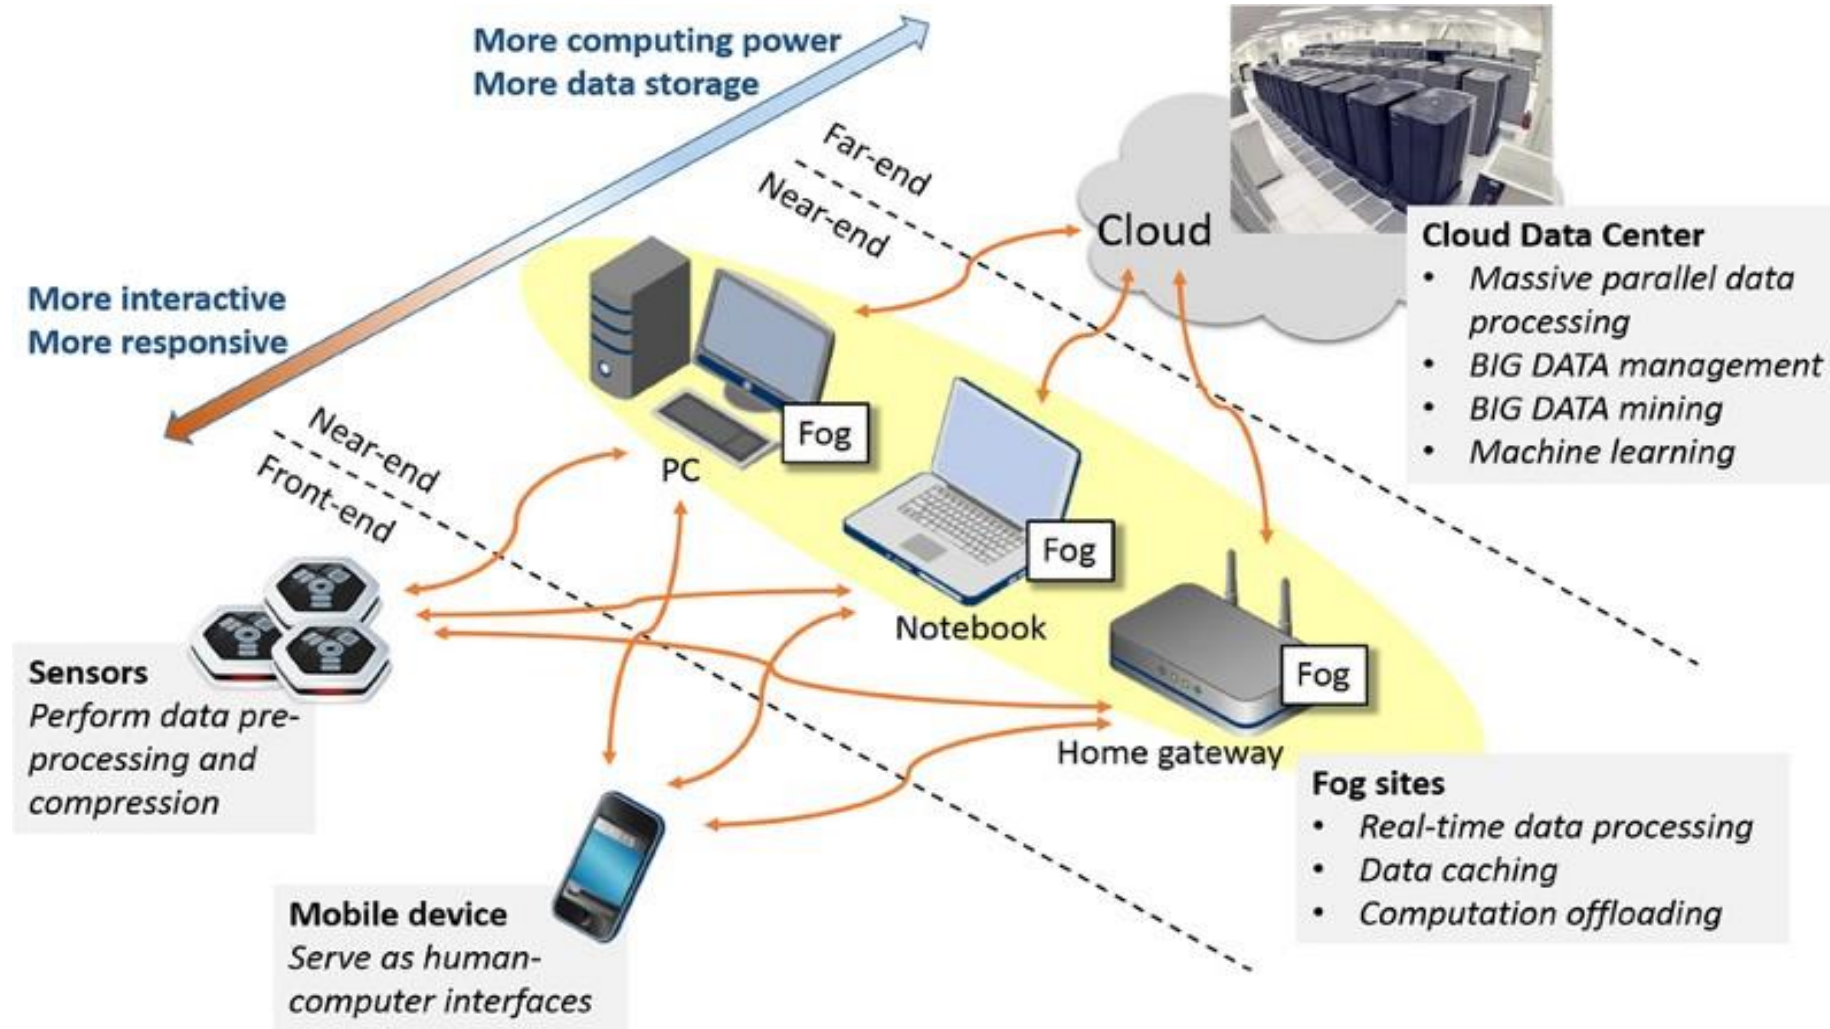 More computing power
More data storage
More interactive
More responsive
Far-end
Near-end
Near-end
Front-end
Cloud
Cloud Data Center
• Massive parallel data
processing
• BIG DATA management
• BIG DATA mining
• Machine learning
Fog
PC
Fog
Notebook
Fog
Home gateway
Sensors
Perform data pre-
processing and
compression
Mobile device
Serve as human-
computer interfaces
Fog sites
• Real-time data processing
• Data caching
• Computation offloading